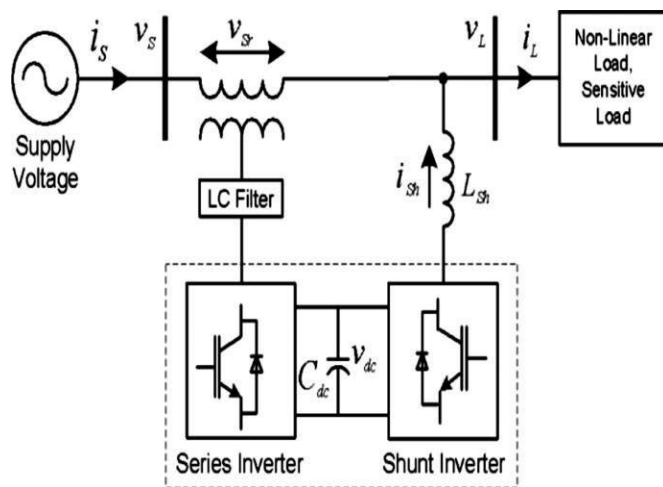 i_S
v_S
v_Sr
v_L
i_L
Non-Linear
Load,
Sensitive
Load
Supply
Voltage
LC Filter
i_Sh
L_Sh
C_dc
v_dc
Series Inverter
Shunt Inverter